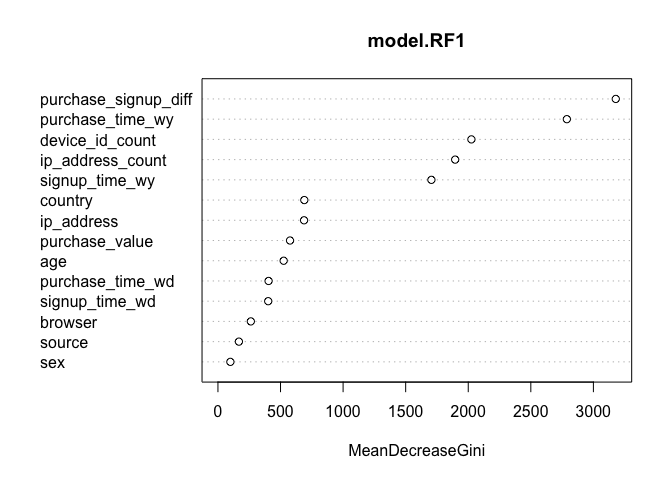 model.RF1
purchase_signup_diff
purchase_time_wy
device_id_count
ip_address_count
signup_time_wy
country
ip_address
purchase_value
age
purchase_time_wd
signup_time_wd
browser
source
sex
0 500 1000 1500 2000 2500 3000
MeanDecreaseGini